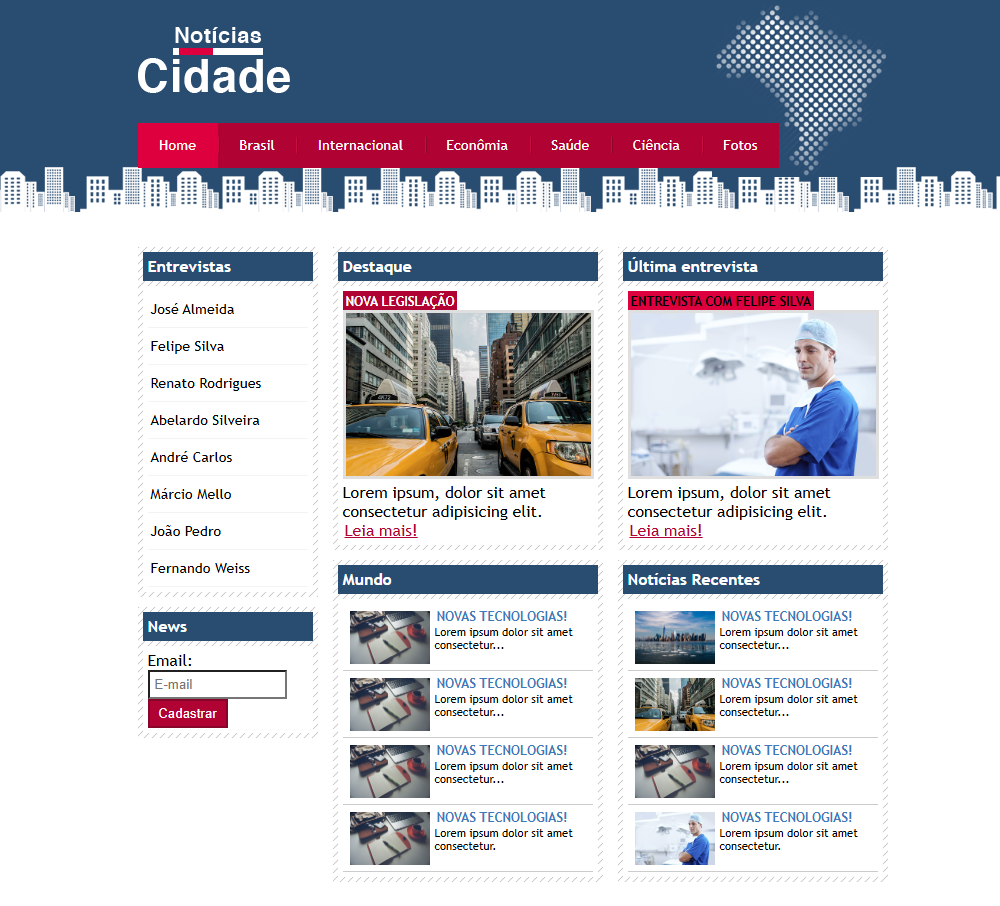 Notícias
Cidade
Home
Brasil
Internacional
Econômia
Saúde
Ciência
Fotos
Entrevistas
José Almeida
Felipe Silva
Renato Rodrigues
Abelardo Silveira
André Carlos
Márcio Mello
João Pedro
Fernando Weiss
News
Email:
E-mail
Cadastrar
Destaque
NOVA LEGISLAÇÃO
Lorem ipsum, dolor sit amet
consectetur adipisicing elit.
Leia mais!
Última entrevista
ENTREVISTA COM FELIPE SILVA
Lorem ipsum, dolor sit amet
consectetur adipisicing elit.
Leia mais!
Mundo
NOVAS TECNOLOGIAS!
Lorem ipsum dolor sit amet
consectetur...
NOVAS TECNOLOGIAS!
Lorem ipsum dolor sit amet
consectetur...
NOVAS TECNOLOGIAS!
Lorem ipsum dolor sit amet
consectetur...
NOVAS TECNOLOGIAS!
Lorem ipsum dolor sit amet
consectetur.
Notícias Recentes
NOVAS TECNOLOGIAS!
Lorem ipsum dolor sit amet
consectetur...
NOVAS TECNOLOGIAS!
Lorem ipsum dolor sit amet
consectetur...
NOVAS TECNOLOGIAS!
Lorem ipsum dolor sit amet
consectetur...
NOVAS TECNOLOGIAS!
Lorem ipsum dolor sit amet
consectetur.